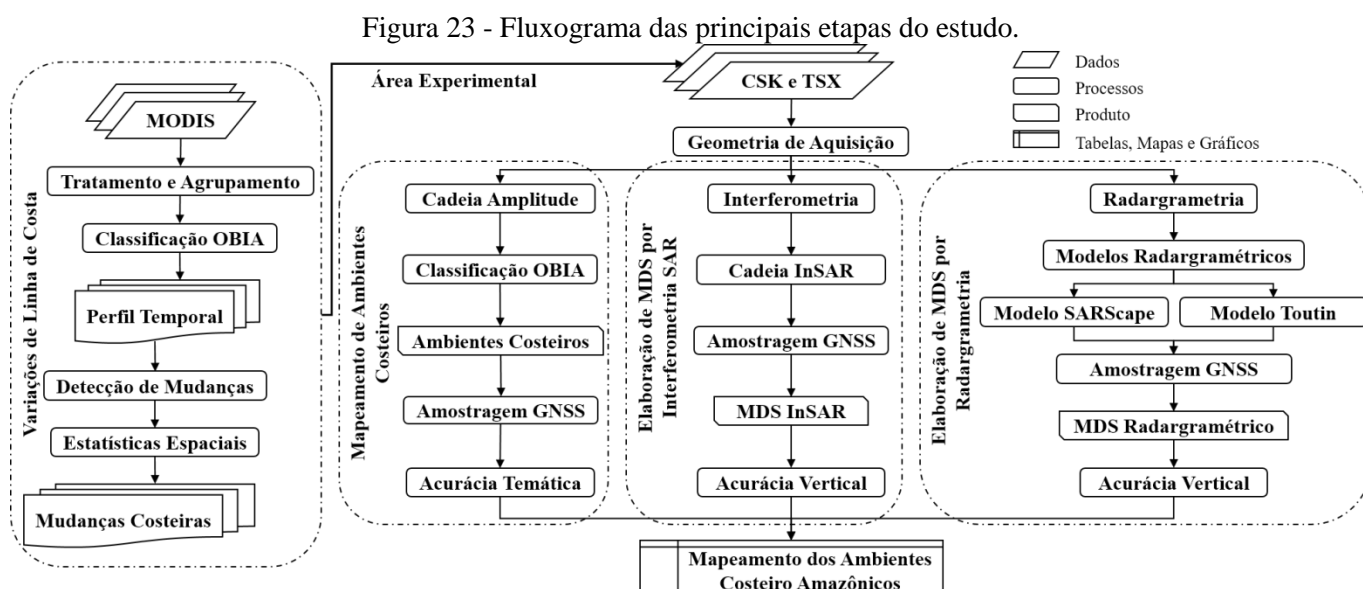 Figura 23 - Fluxograma das principais etapas do estudo.
Variações de Linha de Costa
MODIS
Tratamento e Agrupamento
Classificação OBIA
Perfil Temporal
Detecção de Mudanças
Estatísticas Espaciais
Mudanças Costeiras
Área Experimental
CSK e TSX
Geometria de Aquisição
Dados
Processos
Produto
Tabelas, Mapas e Gráficos
Mapeamento de Ambientes
Costeiros
Cadeia Amplitude
Classificação OBIA
Ambientes Costeiros
Amostragem GNSS
Acurácia Temática
Elaboração de MDS por
Interferometria SAR
Interferometria
Cadeia InSAR
Amostragem GNSS
MDS InSAR
Acurácia Vertical
Elaboração de MDS por
Radargrametria
Radargrametria
Modelos Radargramétricos
Modelo SARScape
Modelo Toutin
Amostragem GNSS
MDS Radargramétrico
Acurácia Vertical
Mapeamento dos Ambientes
Costeiro Amazônicos